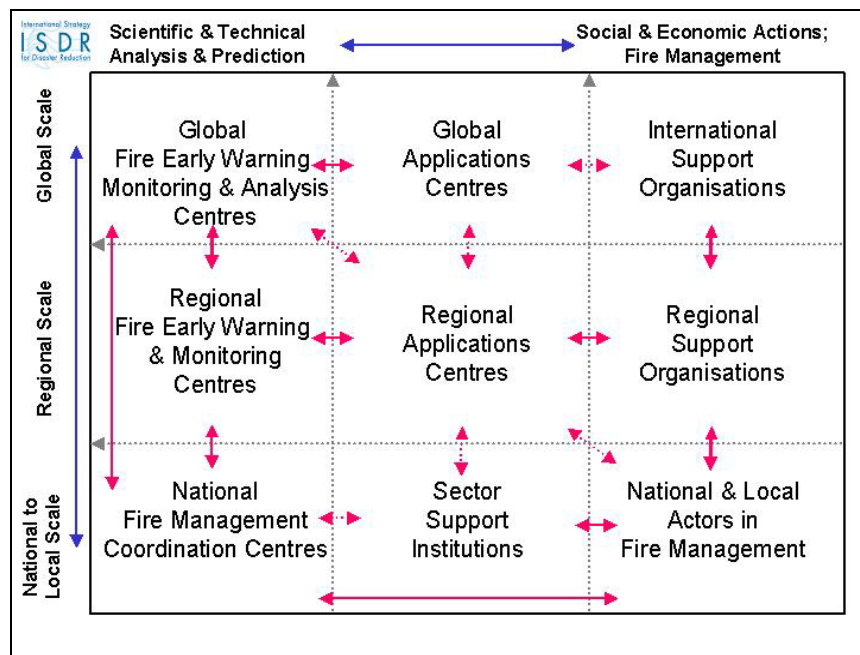 International Strategy
ISDR
for Disaster Reduction
Scientific & Technical
Analysis & Prediction
Social & Economic Actions;
Fire Management
Global Scale
Global
Fire Early Warning
Monitoring & Analysis
Centres
Global
Applications
Centres
International
Support
Organisations
Regional Scale
Regional
Fire Early Warning
& Monitoring
Centres
Regional
Applications
Centres
Regional
Support
Organisations
National to
Local Scale
National
Fire Management
Coordination Centres
Sector
Support
Institutions
National & Local
Actors in
Fire Management